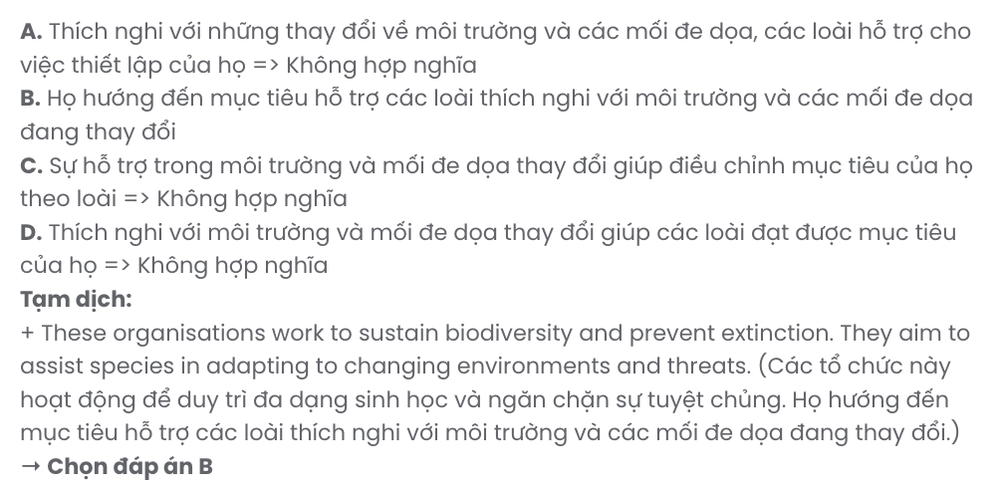 A. Thích nghi với những thay đổi về môi trường và các mối đe dọa, các loài hỗ trợ cho
việc thiết lập của họ => Không hợp nghĩa
B. Họ hướng đến mục tiêu hỗ trợ các loài thích nghi với môi trường và các mối đe dọa
đang thay đổi
C. Sự hỗ trợ trong môi trường và mối đe dọa thay đổi giúp điều chỉnh mục tiêu của họ
theo loài => Không hợp nghĩa
D. Thích nghi với môi trường và mối đe dọa thay đổi giúp các loài đạt được mục tiêu
của họ => Không hợp nghĩa
Tạm dịch:
+ These organisations work to sustain biodiversity and prevent extinction. They aim to
assist species in adapting to changing environments and threats. (Các tổ chức này
hoạt động để duy trì đa dạng sinh học và ngăn chặn sự tuyệt chủng. Họ hướng đến
mục tiêu hỗ trợ các loài thích nghi với môi trường và các mối đe dọa đang thay đổi.)
→ Chọn đáp án B